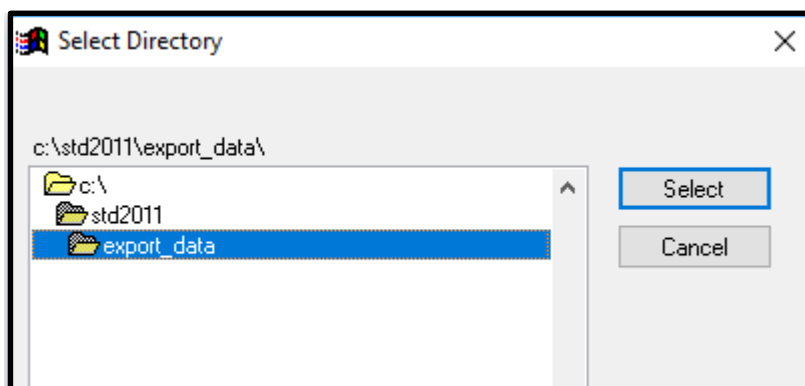 Select Directory
c:\std2011\export_data\
c:\
Select
std2011
export_data
Cancel